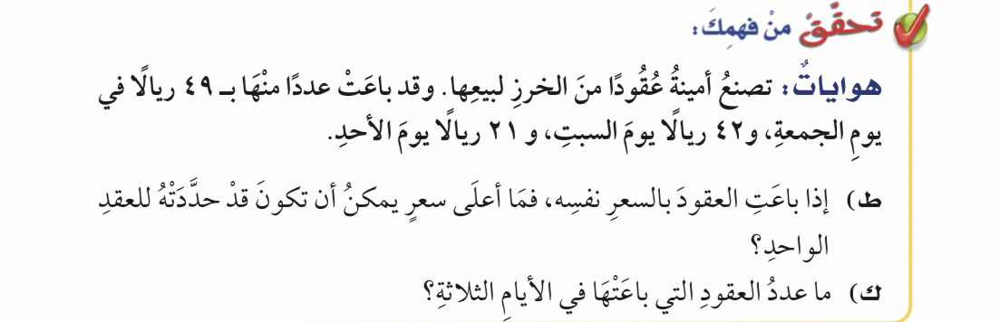 تحقّقْ منْ فهمِكَ:
هواياتٌ: تصنعُ أمينةُ عُقُودًا منَ الخرزِ لبيعِها. وقد باعَتْ عددًا منْهَا بـ ٤٩ ريالًا في
يومِ الجمعةِ، و٤٢ ريالًا يومَ السبتِ، و ٢١ ريالًا يومَ الأحدِ.
ط) إذا باعَتِ العقودَ بالسعرِ نفسِه، فمَا أعلَى سعرٍ يمكنُ أن تكونَ قدْ حدَّدَتْهُ للعقدِ
الواحدِ؟
ك) ما عددُ العقودِ التي باعَتْهَا في الأيامِ الثلاثةِ؟